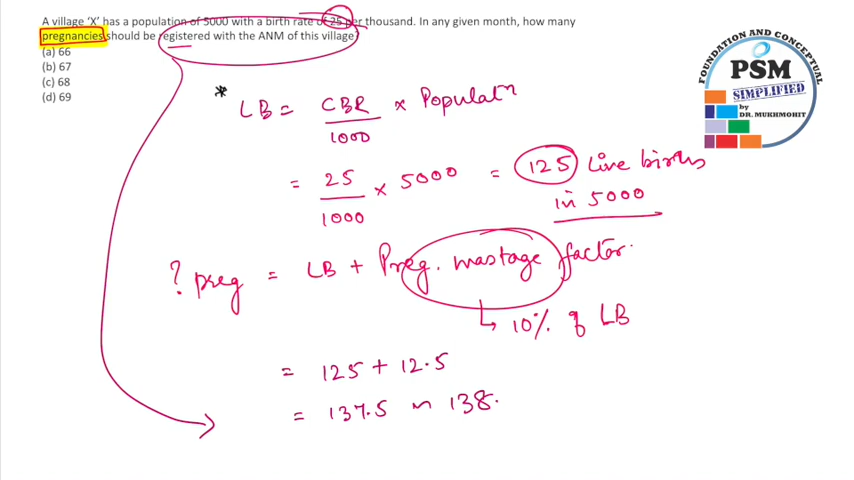 A village ‘X’ has a population of 5000 with a birth rate of 25 per thousand. In any given month, how many
pregnancies should be registered with the ANM of this village?
(a) 66
(b) 67
(c) 68
(d) 69
FOUNDATION AND CONCEPTUAL
PSM
SIMPLIFIED
by
DR. MUKHMOHIT
* LB = CBR/1000 × Populatn
= 25/1000 × 5000 = 125 Live births
in 5000
? preg = LB + Preg. wastage factor.
↳ 10% of LB
= 125 + 12.5
= 137.5 ~ 138.